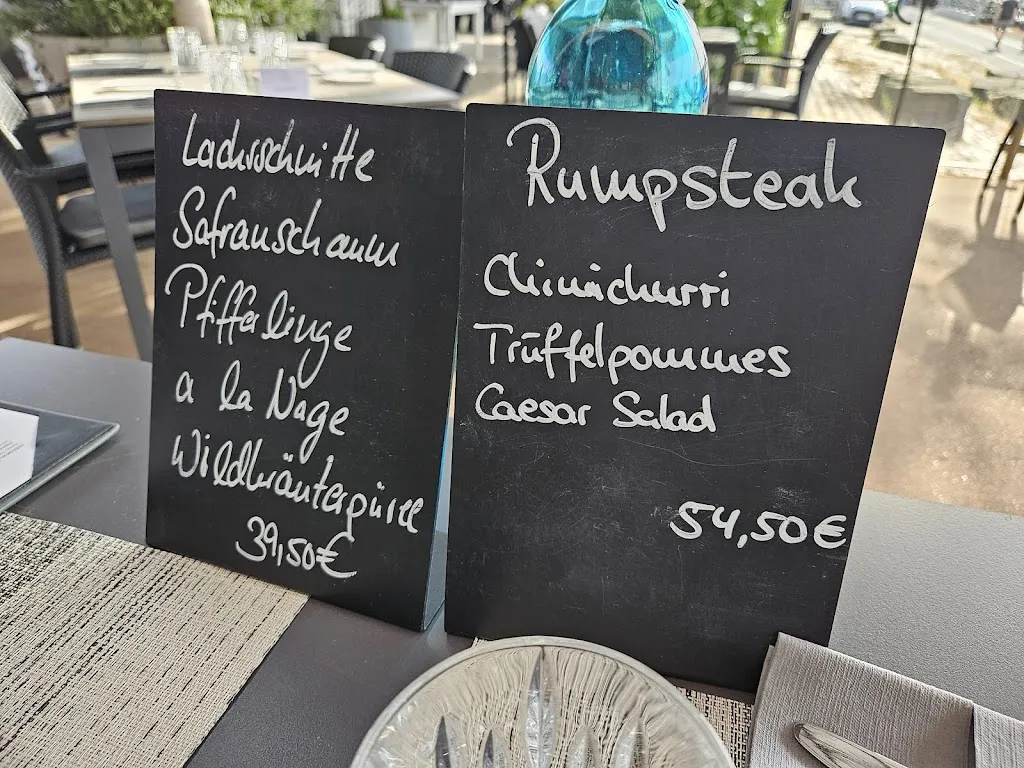 Lachsschnitte
Safranschaum
Pfifferlinge
a la Nage
Wildkräuterpüree
39,50€
Rumpsteak
Chimichurri
Trüffelpommes
Caesar Salad
54,50€